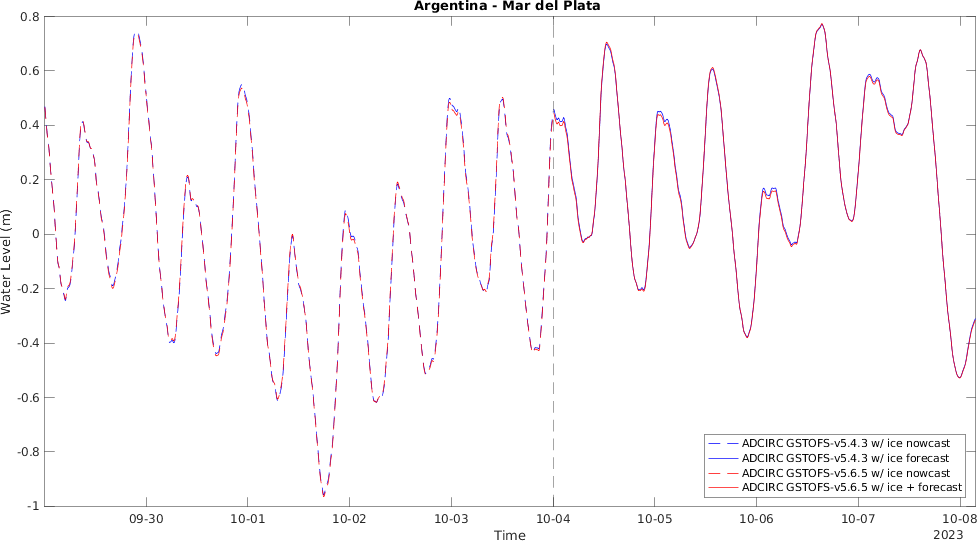 Argentina - Mar del Plata
0.8
0.6
0.4
0.2
0
-0.2
-0.4
-0.6
-0.8
-1
Water Level (m)
ADCIRC GSTOFS-v5.4.3 w/ ice nowcast
ADCIRC GSTOFS-v5.4.3 w/ ice forecast
ADCIRC GSTOFS-v5.6.5 w/ ice nowcast
ADCIRC GSTOFS-v5.6.5 w/ ice + forecast
09-30 10-01 10-02 10-03 10-04 10-05 10-06 10-07 10-08
Time
2023